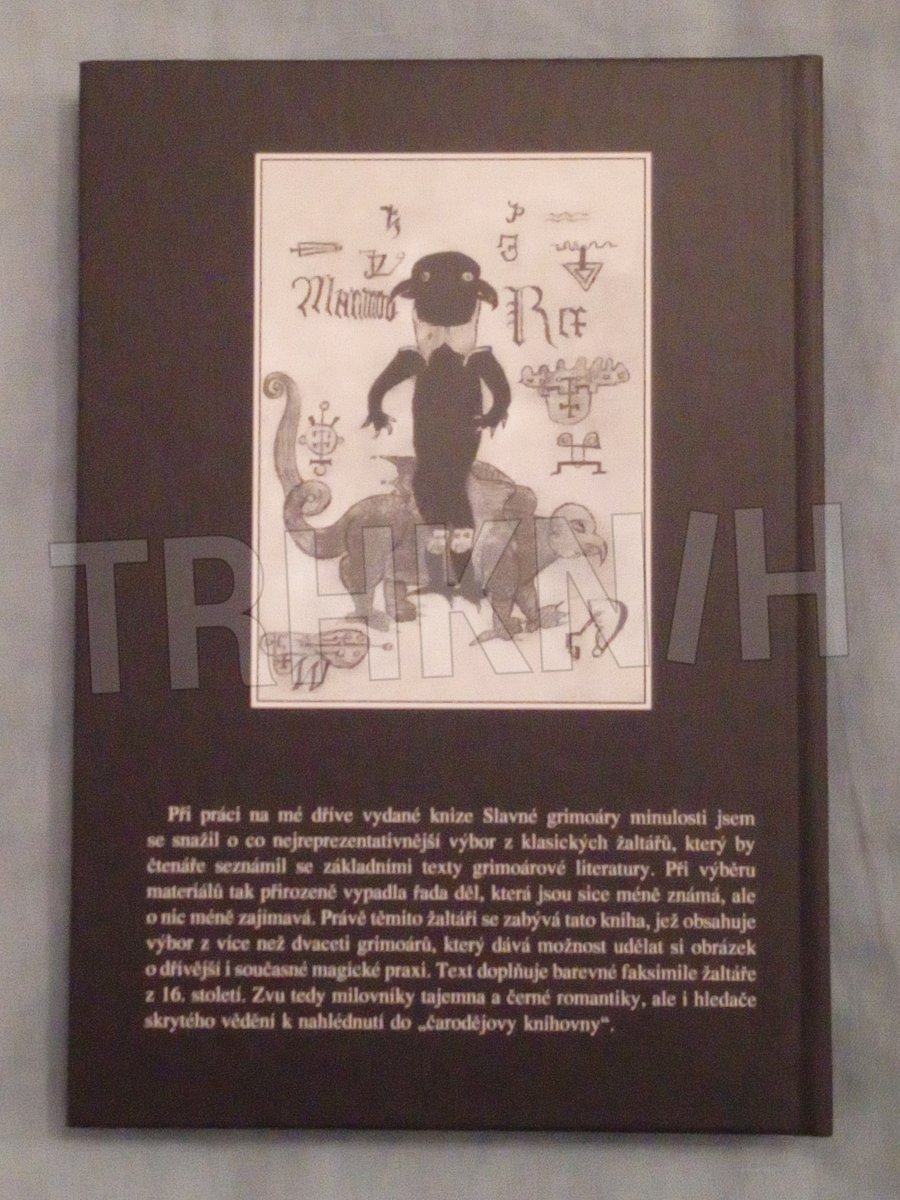 Rex
TRHKNIH
Při práci na mé dříve vydané knize Slavné grimoáry minulosti jsem
se snažil o co nejreprezentativnější výbor z klasických žaltářů, který by
čtenáře seznámil se základními texty grimoárové literatury. Při výběru
materiálů tak přirozeně vypadla řada děl, která jsou sice méně známá, ale
o nic méně zajímavá. Právě těmito žaltáři se zabývá tato kniha, jež obsahuje
výbor z více než dvaceti grimoárů, který dává možnost udělat si obrázek
o dřívější i současné magické praxi. Text doplňuje barevné faksimile žaltáře
z 16. století. Zvu tedy milovníky tajemna a černé romantiky, ale i hledače
skrytého vědění k nahlédnutí do „čarodějovy knihovny“.